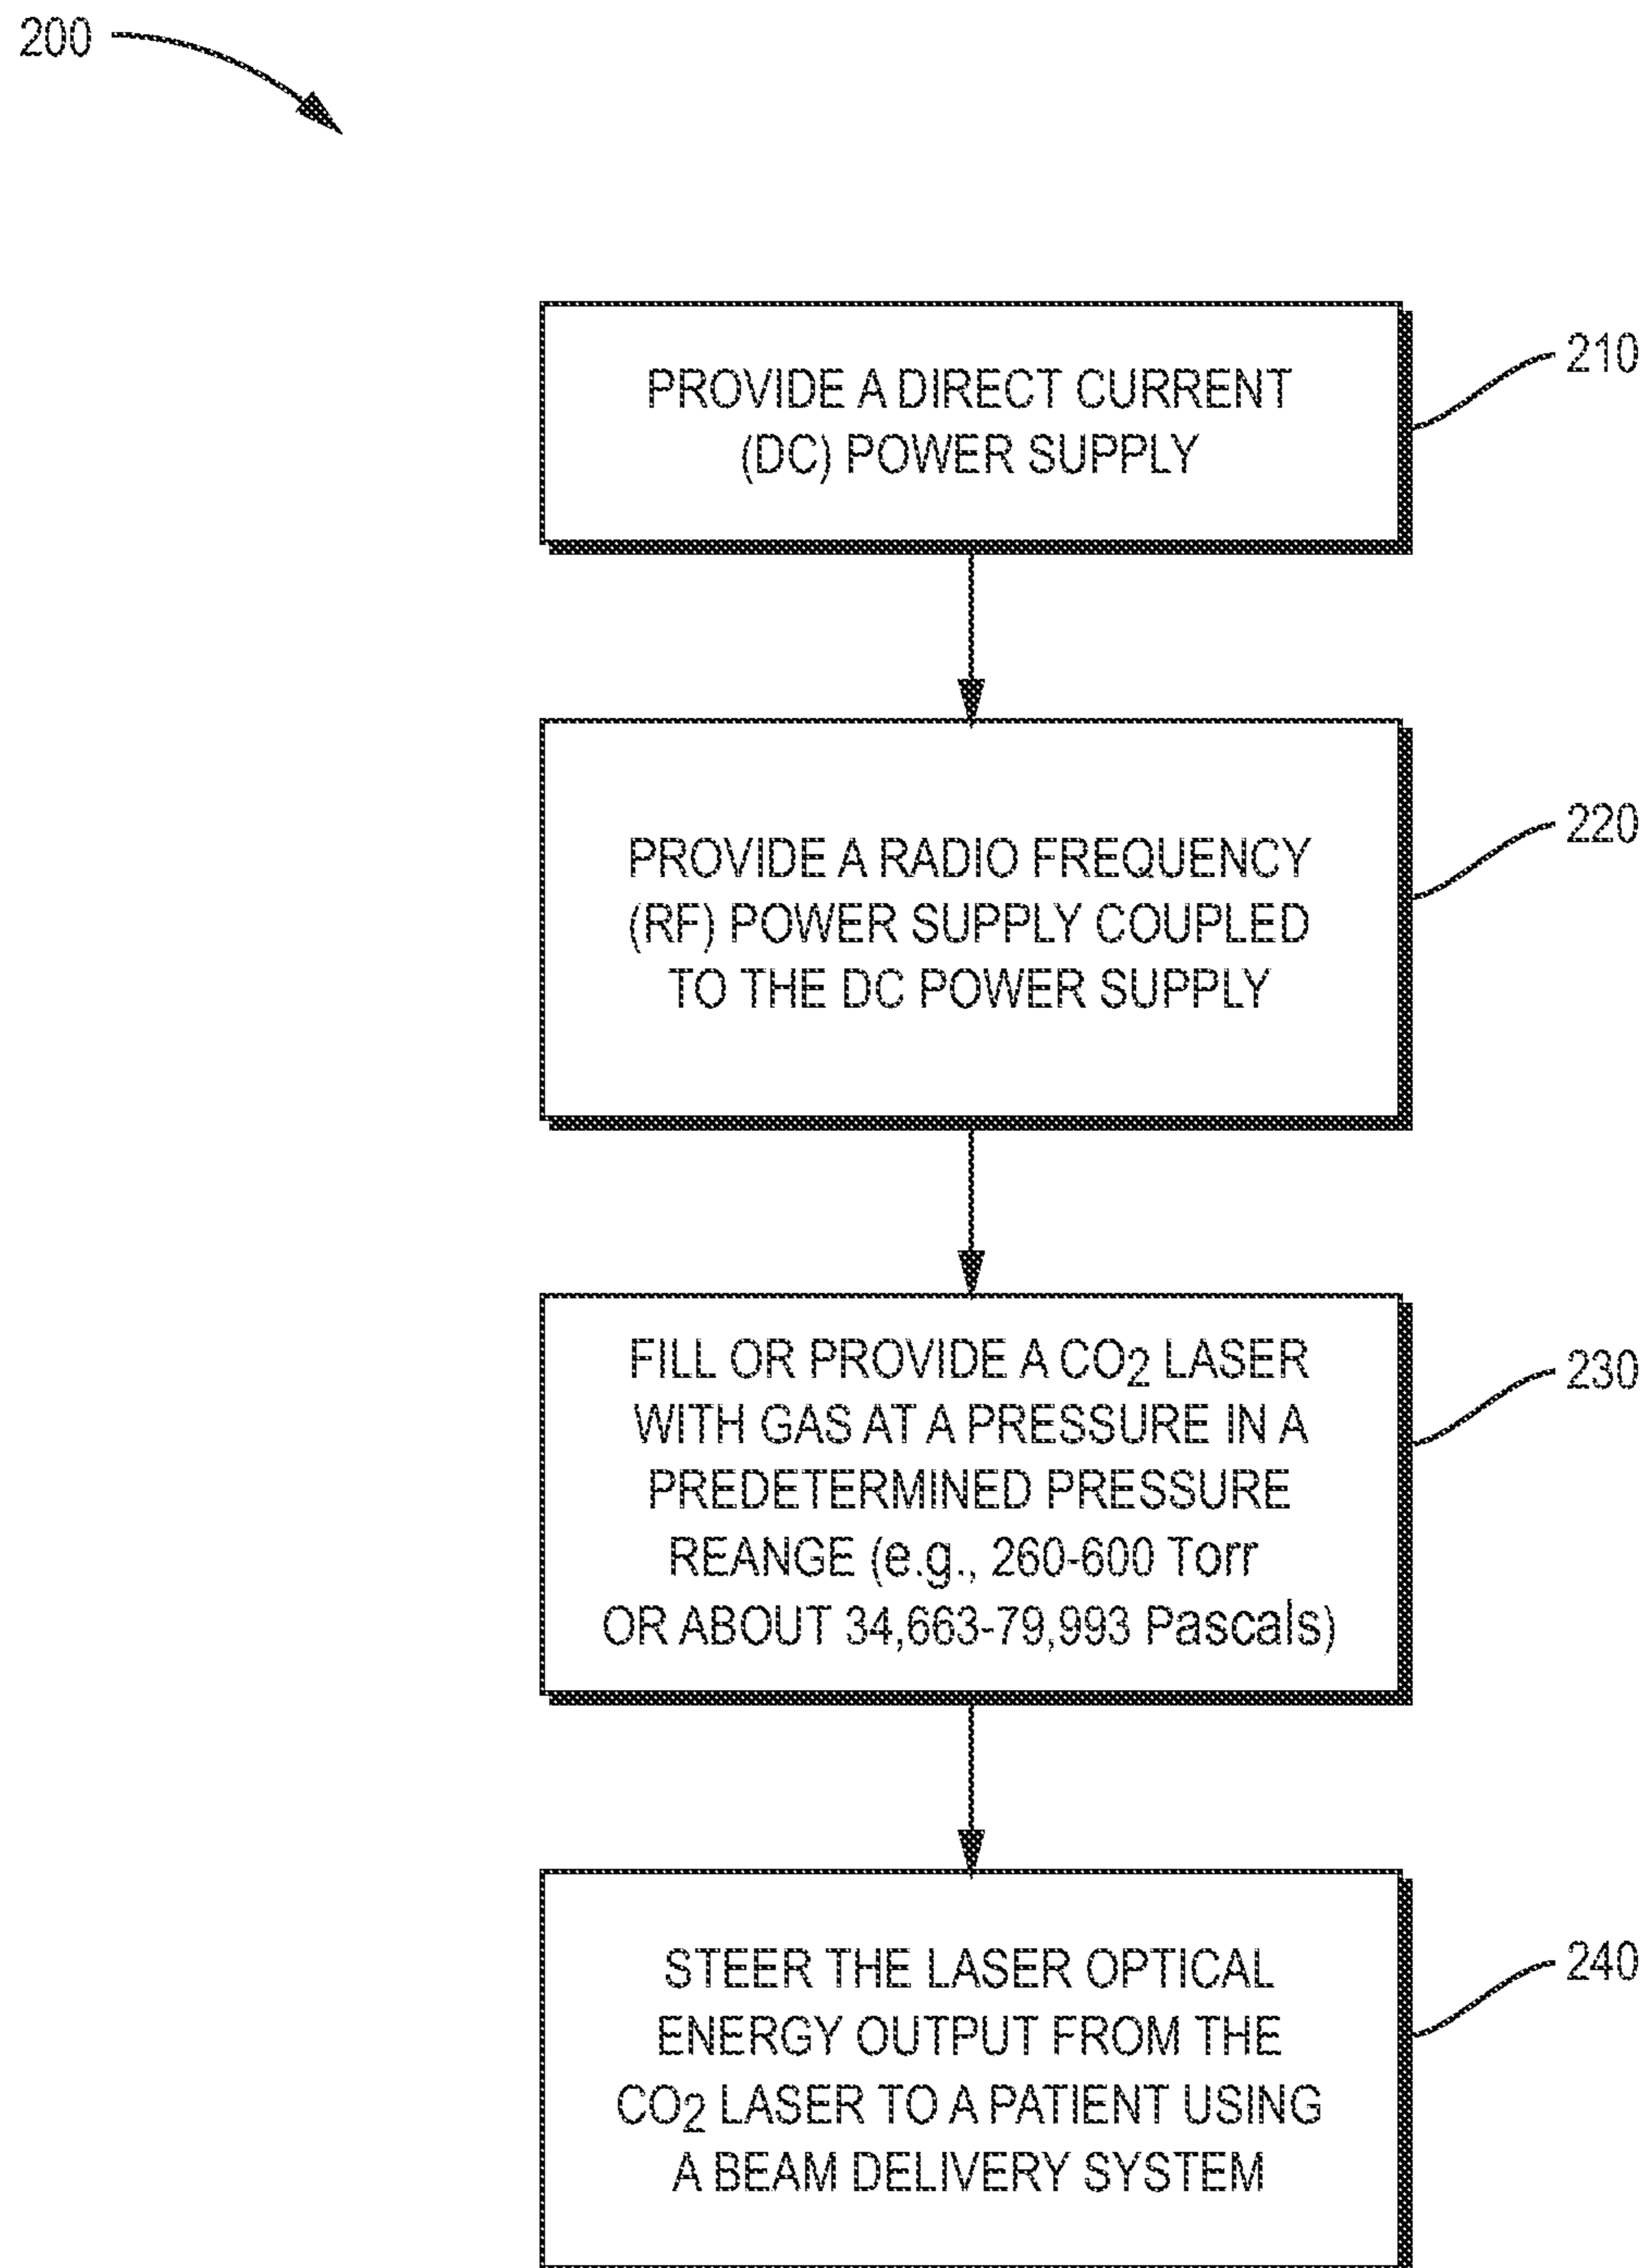 200
PROVIDE A DIRECT CURRENT
(DC) POWER SUPPLY
210
PROVIDE A RADIO FREQUENCY
(RF) POWER SUPPLY COUPLED
TO THE DC POWER SUPPLY
220
FILL OR PROVIDE A CO2 LASER
WITH GAS AT A PRESSURE IN A
PREDETERMINED PRESSURE
REANGE (e.g., 260-600 Torr
OR ABOUT 34,663-79,993 Pascals)
230
STEER THE LASER OPTICAL
ENERGY OUTPUT FROM THE
CO2 LASER TO A PATIENT USING
A BEAM DELIVERY SYSTEM
240